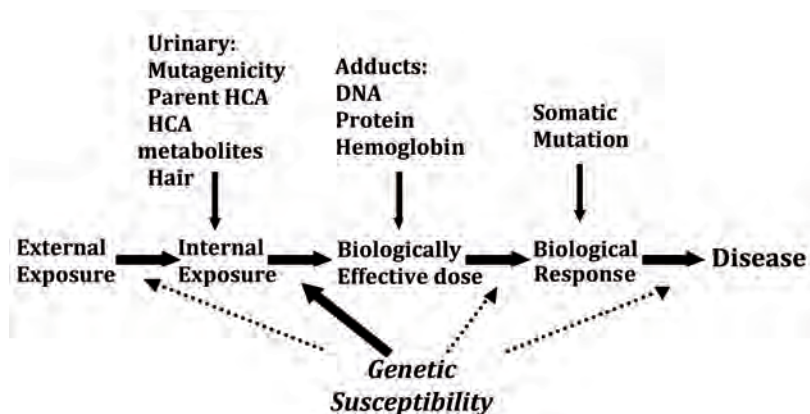 Urinary:
Mutagenicity
Parent HCA
HCA
metabolites
Hair
Adducts:
DNA
Protein
Hemoglobin
Somatic
Mutation
External
Exposure
Internal
Exposure
Biologically
Effective dose
Biological
Response
Disease
Genetic
Susceptibility